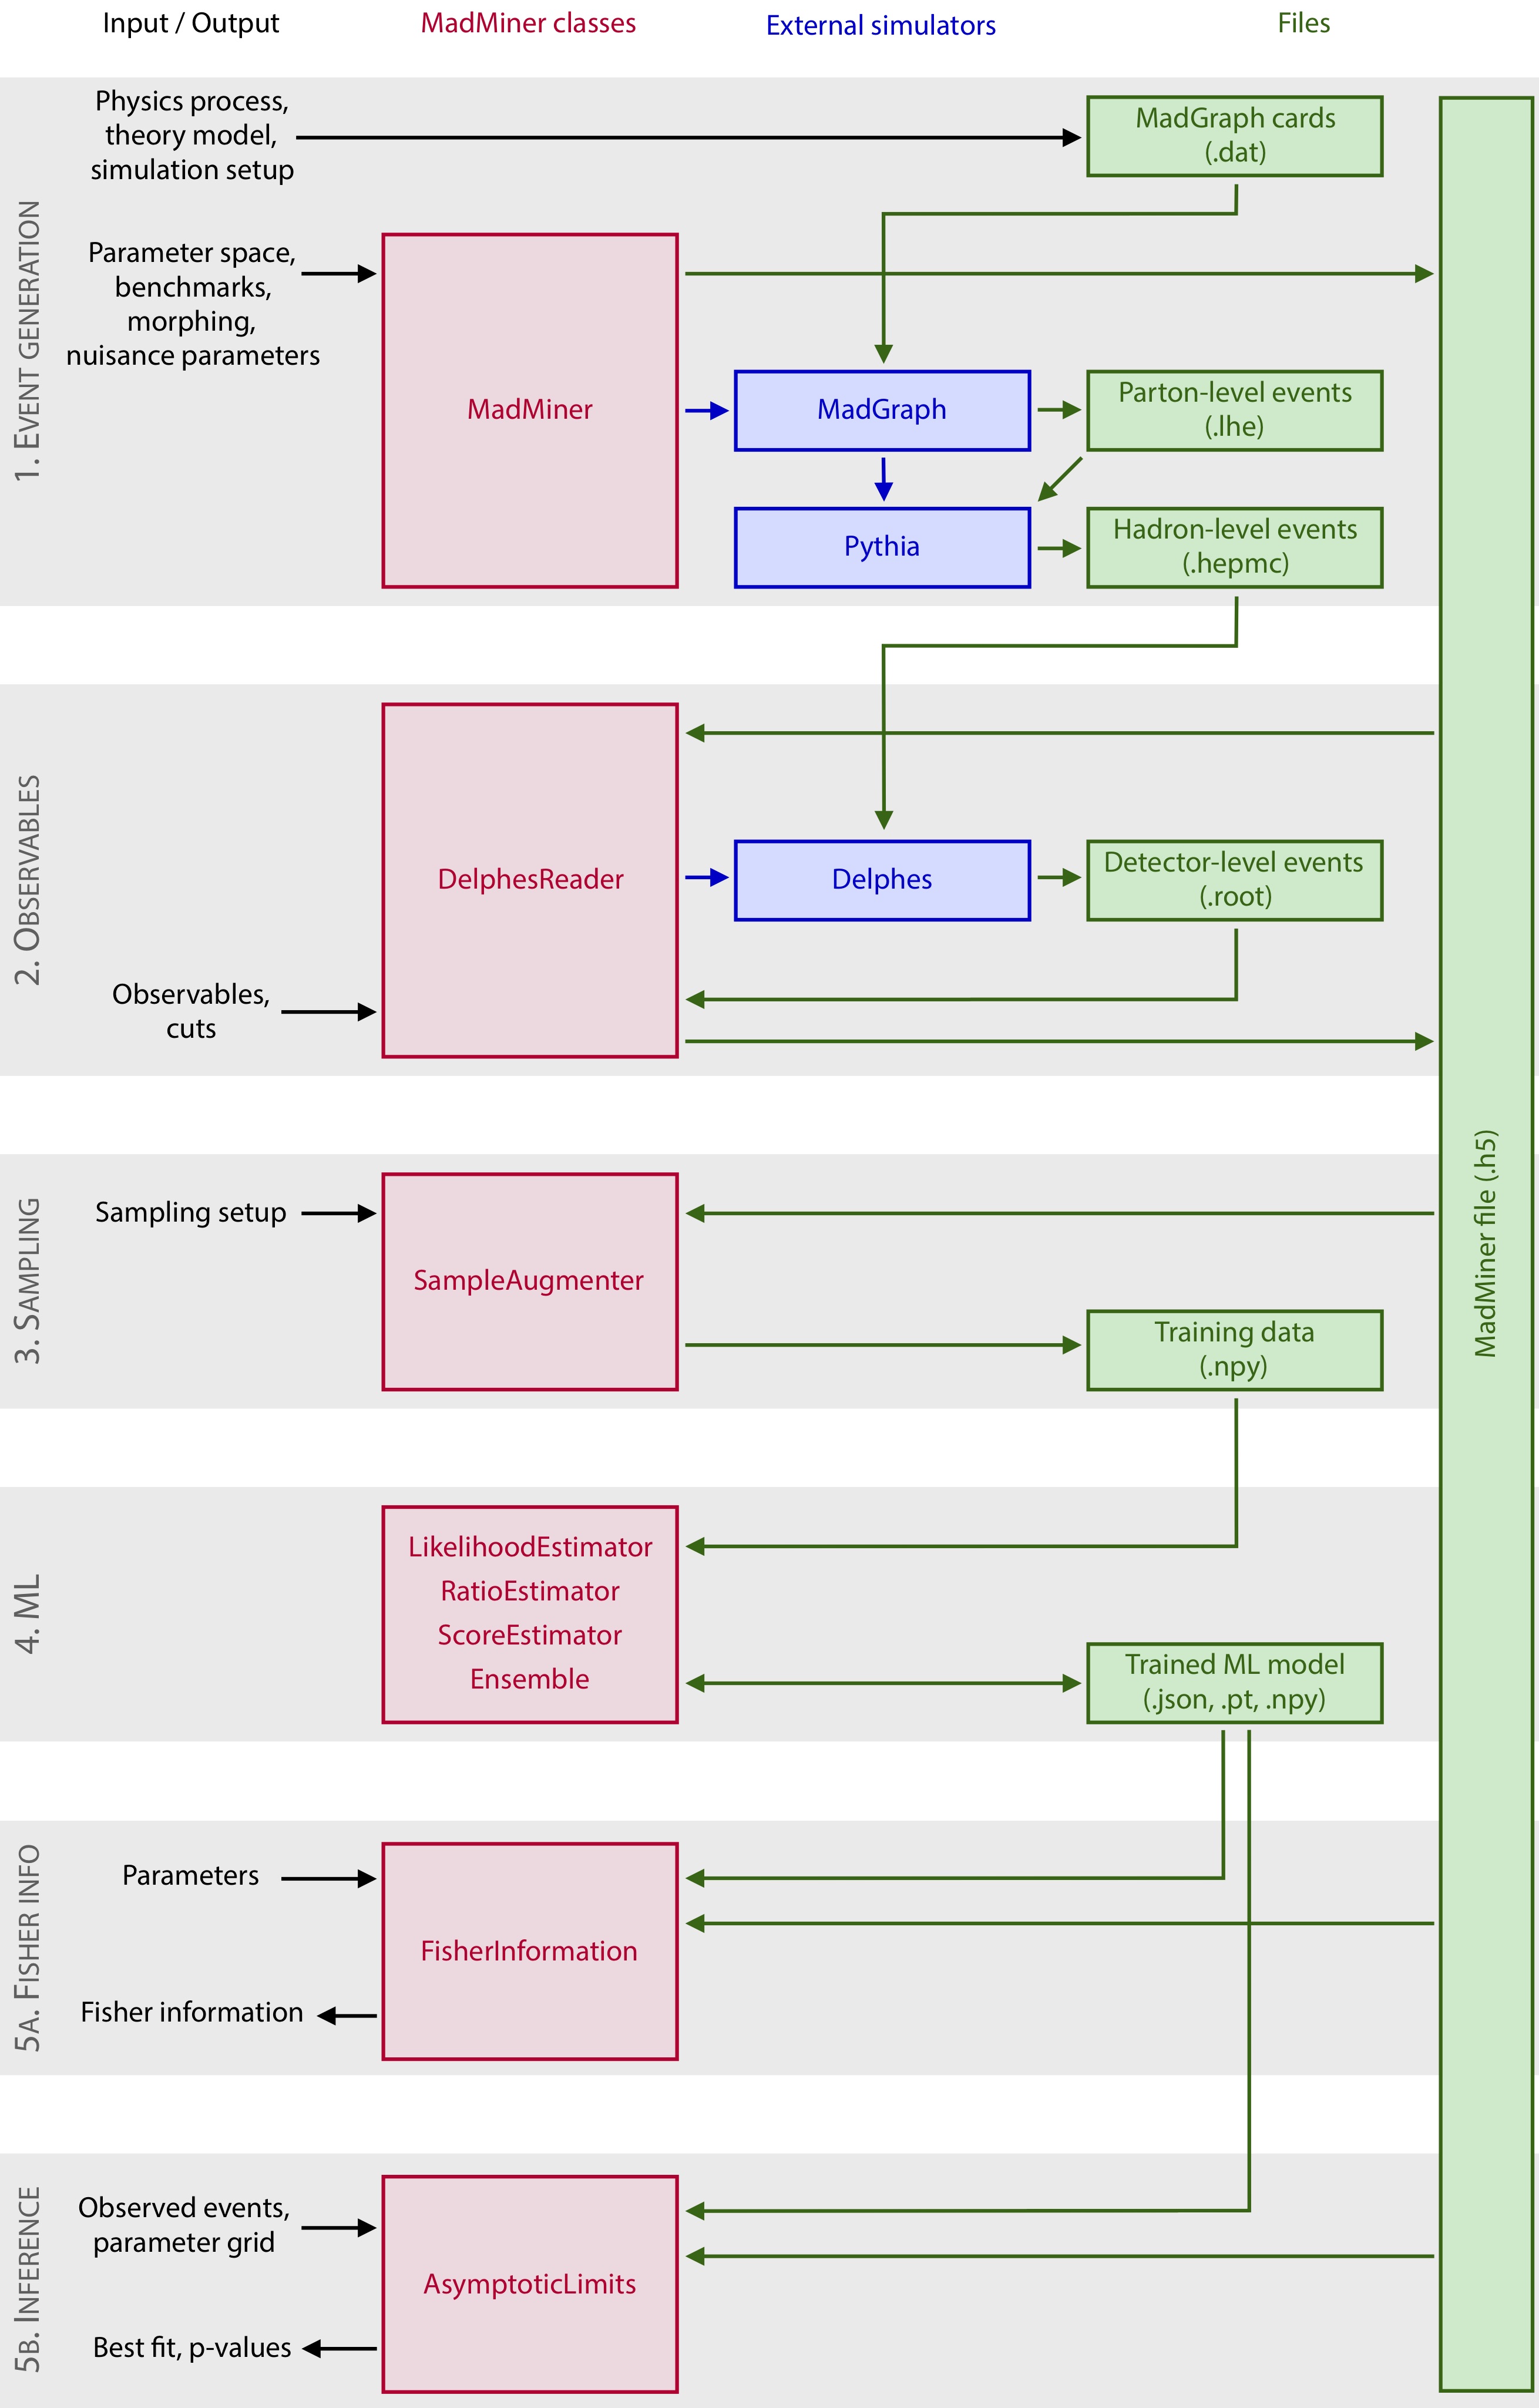 Input / Output
MadMiner classes
External simulators
Files
1. EVENT GENERATION
Physics process,
theory model,
simulation setup
MadGraph cards
(.dat)
Parameter space,
benchmarks,
morphing,
nuisance parameters
MadMiner
MadGraph
Parton-level events
(.lhe)
Pythia
Hadron-level events
(.hepmc)
2. OBSERVABLES
DelphesReader
Delphes
Detector-level events
(.root)
Observables,
cuts
MadMiner file (.h5)
3. SAMPLING
Sampling setup
SampleAugmenter
Training data
(.npy)
4. ML
LikelihoodEstimator
RatioEstimator
ScoreEstimator
Ensemble
Trained ML model
(.json, .pt, .npy)
5A. FISHER INFO
Parameters
FisherInformation
Fisher information
5B. INFERENCE
Observed events,
parameter grid
AsymptoticLimits
Best fit, p-values